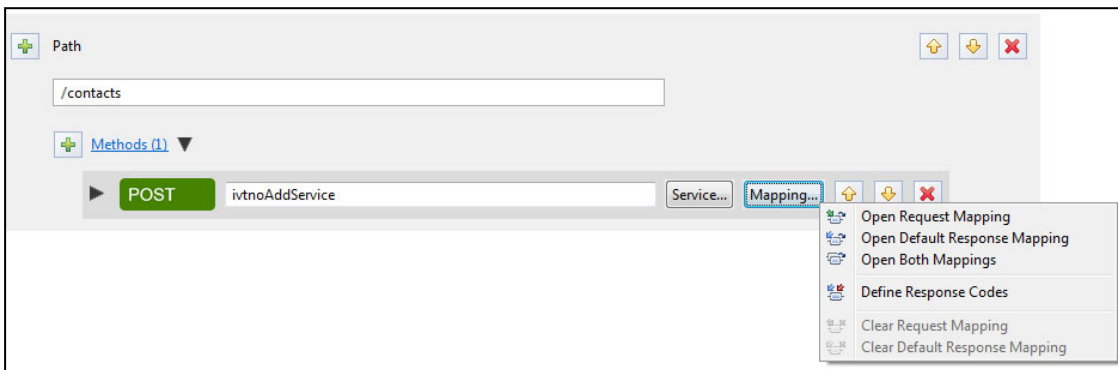 Path
/contacts
Methods (1)
POST ivtnoAddService Service... Mapping...
Open Request Mapping
Open Default Response Mapping
Open Both Mappings
Define Response Codes
Clear Request Mapping
Clear Default Response Mapping